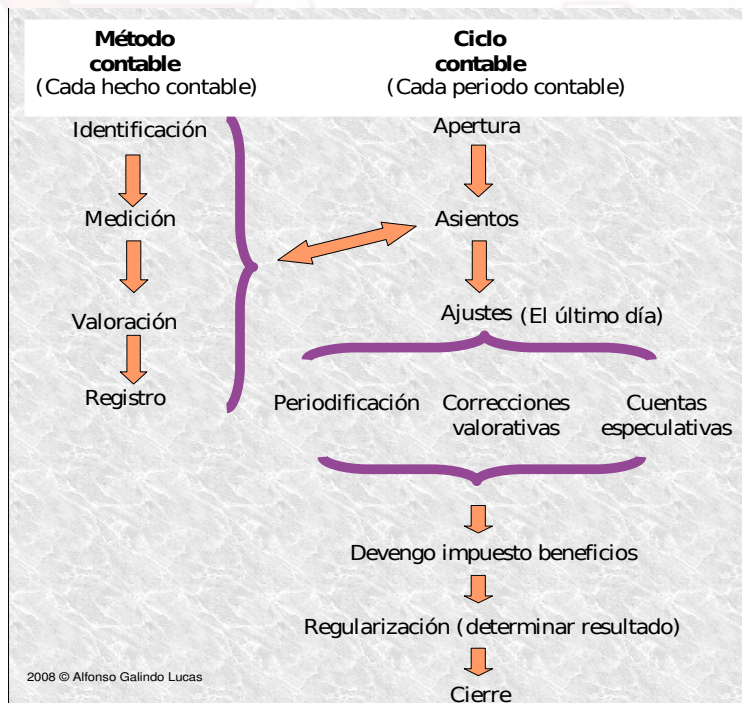 Método
contable
(Cada hecho contable)
Identificación
Medición
Valoración
Registro
Ciclo
contable
(Cada periodo contable)
Apertura
Asientos
Ajustes (El último día)
Periodificación
Correcciones
valorativas
Cuentas
especulativas
Devengo impuesto beneficios
Regularización (determinar resultado)
Cierre
2008 © Alfonso Galindo Lucas